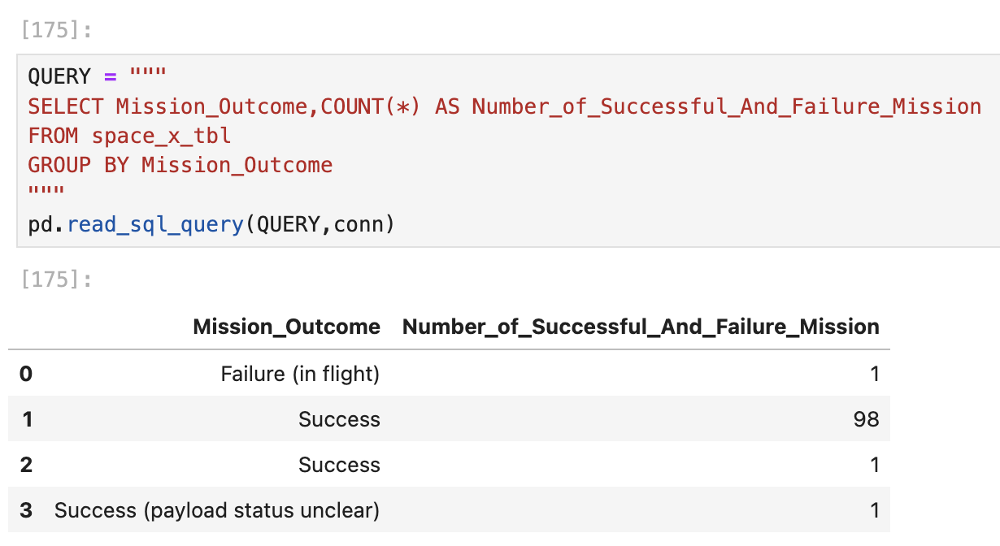 [175]:
QUERY = """
SELECT Mission_Outcome,COUNT(*) AS Number_of_Successful_And_Failure_Mission
FROM space_x_tbl
GROUP BY Mission_Outcome
"""
pd.read_sql_query(QUERY,conn)
[175]:
Mission_Outcome Number_of_Successful_And_Failure_Mission
0 Failure (in flight) 1
1 Success 98
2 Success 1
3 Success (payload status unclear) 1